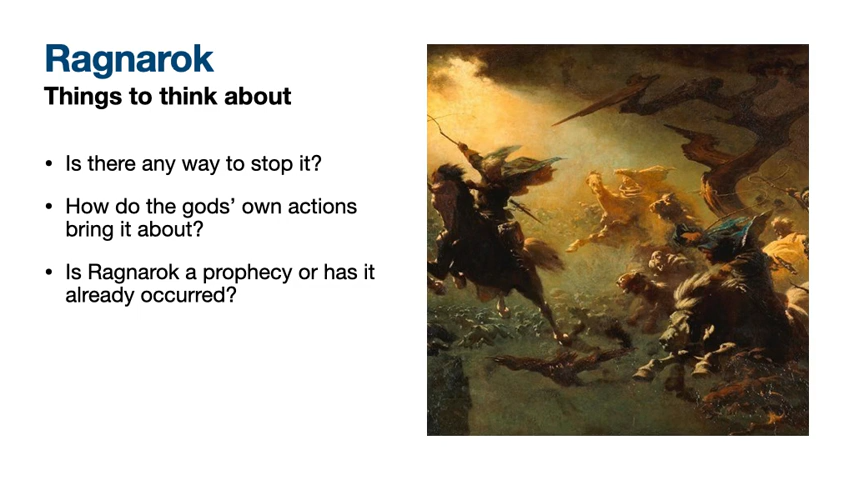 Ragnarok
Things to think about
• Is there any way to stop it?
• How do the gods’ own actions
bring it about?
• Is Ragnarok a prophecy or has it
already occurred?